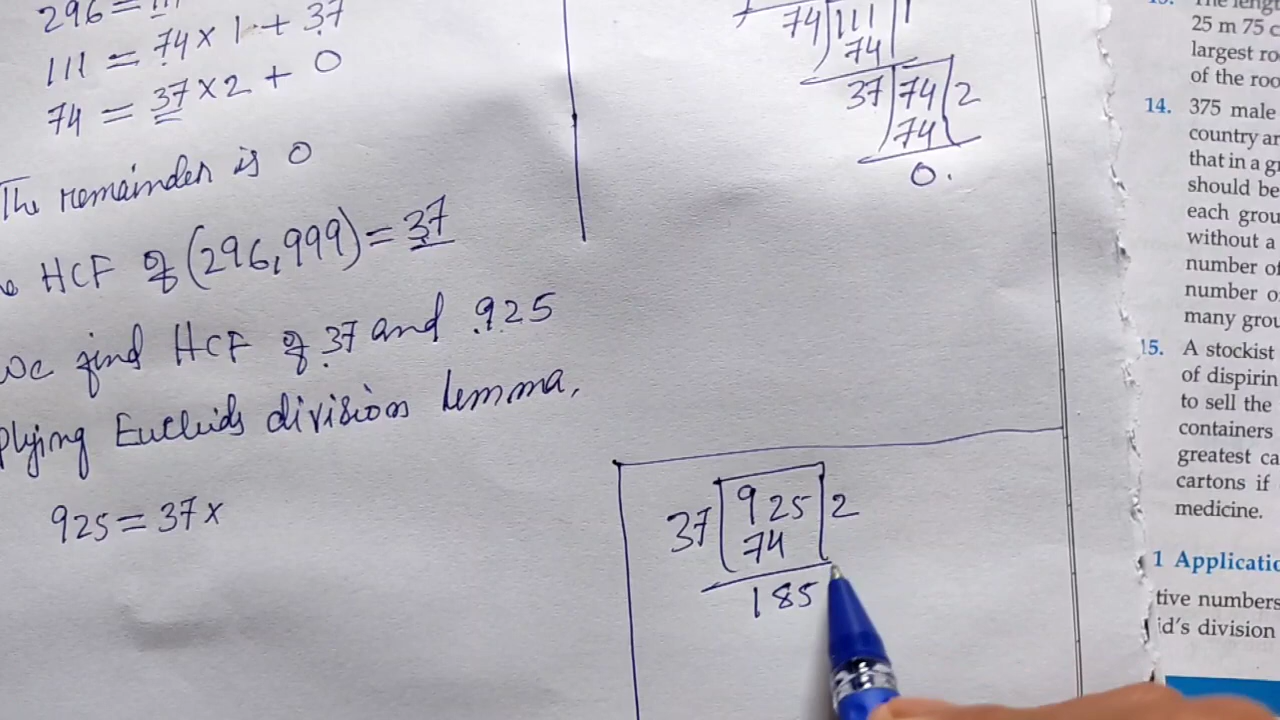 296=
111 = 74 × 1 + 37
74 = 37 × 2 + 0
The remainder is 0
HCF of (296,999) = 37
We find HCF of 37 and 925
plying Euclids division lemma,
925 = 37 ×
74 111 1
74
37 74 2
74
0.
37 925 2
74
185
25 m 75 c
largest ro
of the roo
14. 375 male
country ar
that in a g
should be
each grou
without a
number of
number o
many grou
15. A stockist
of dispirin
to sell the
containers
greatest ca
cartons if
medicine.
1 Applicatio
tive numbers
id's division